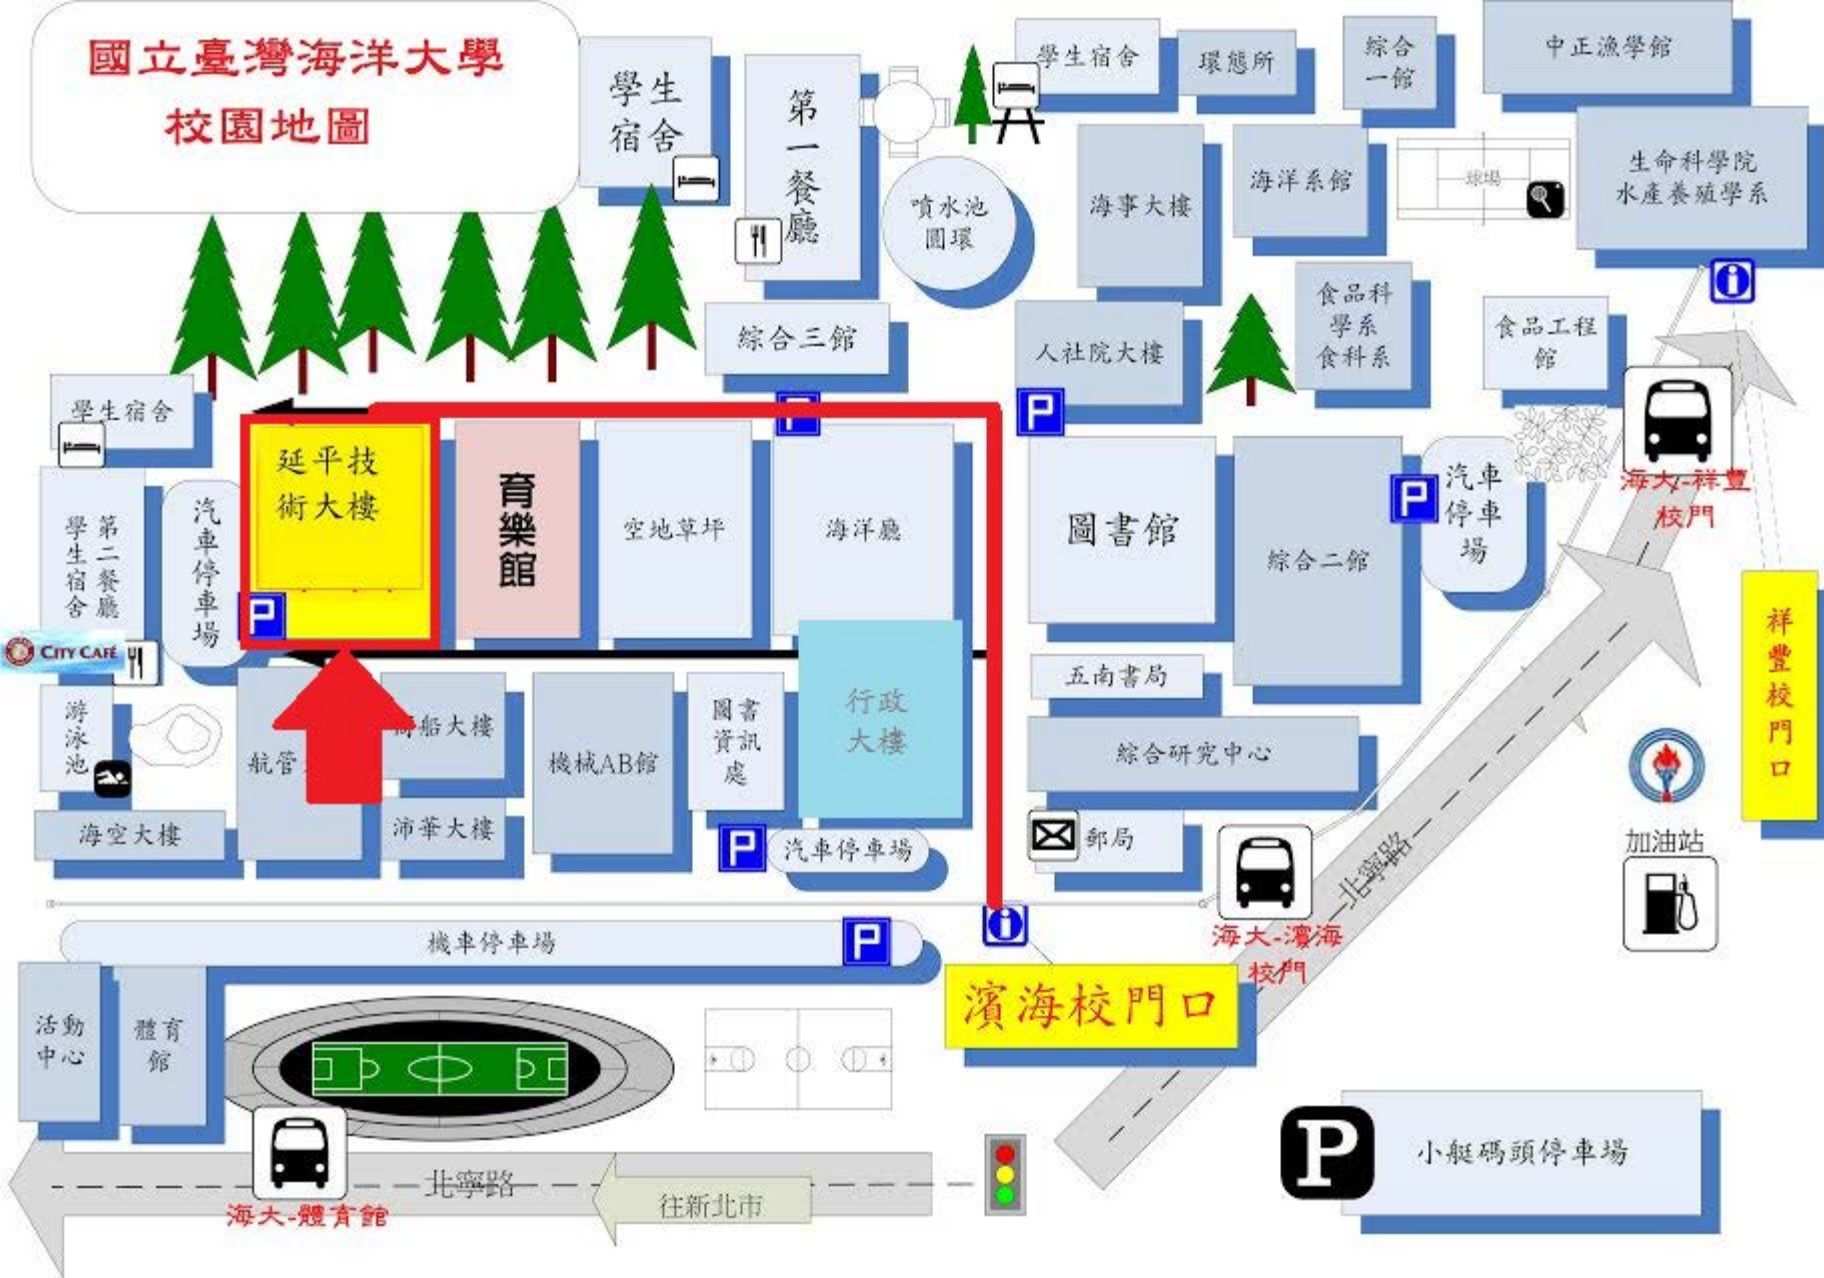 國立臺灣海洋大學
校園地圖
學生
宿舍
第
一
餐
廳
噴水池
圓環
學生宿舍
環態所
綜合
一館
中正漁學館
海事大樓
海洋系館
球場
生命科學院
水產養殖學系
綜合三館
人社院大樓
食品科
學系
食科系
食品工程
館
學生宿舍
延平技
術大樓
育
樂
館
空地草坪
海洋廳
圖書館
綜合二館
P
P
P
汽車
停車
場
海大-祥豐
校門
第二餐廳
學生宿舍
汽
車
停
車
場
P
CITY CAFÉ
五南書局
祥
豐
校
門
口
游
泳
池
航管
船大樓
機械AB館
圖書
資訊
處
行政
大樓
綜合研究中心
海空大樓
沛華大樓
P
汽車停車場
郵局
北寧路
加油站
機車停車場
P
海大-濱海
校門
濱海校門口
活動
中心
體育
館
北寧路
往新北市
海大-體育館
P
小艇碼頭停車場